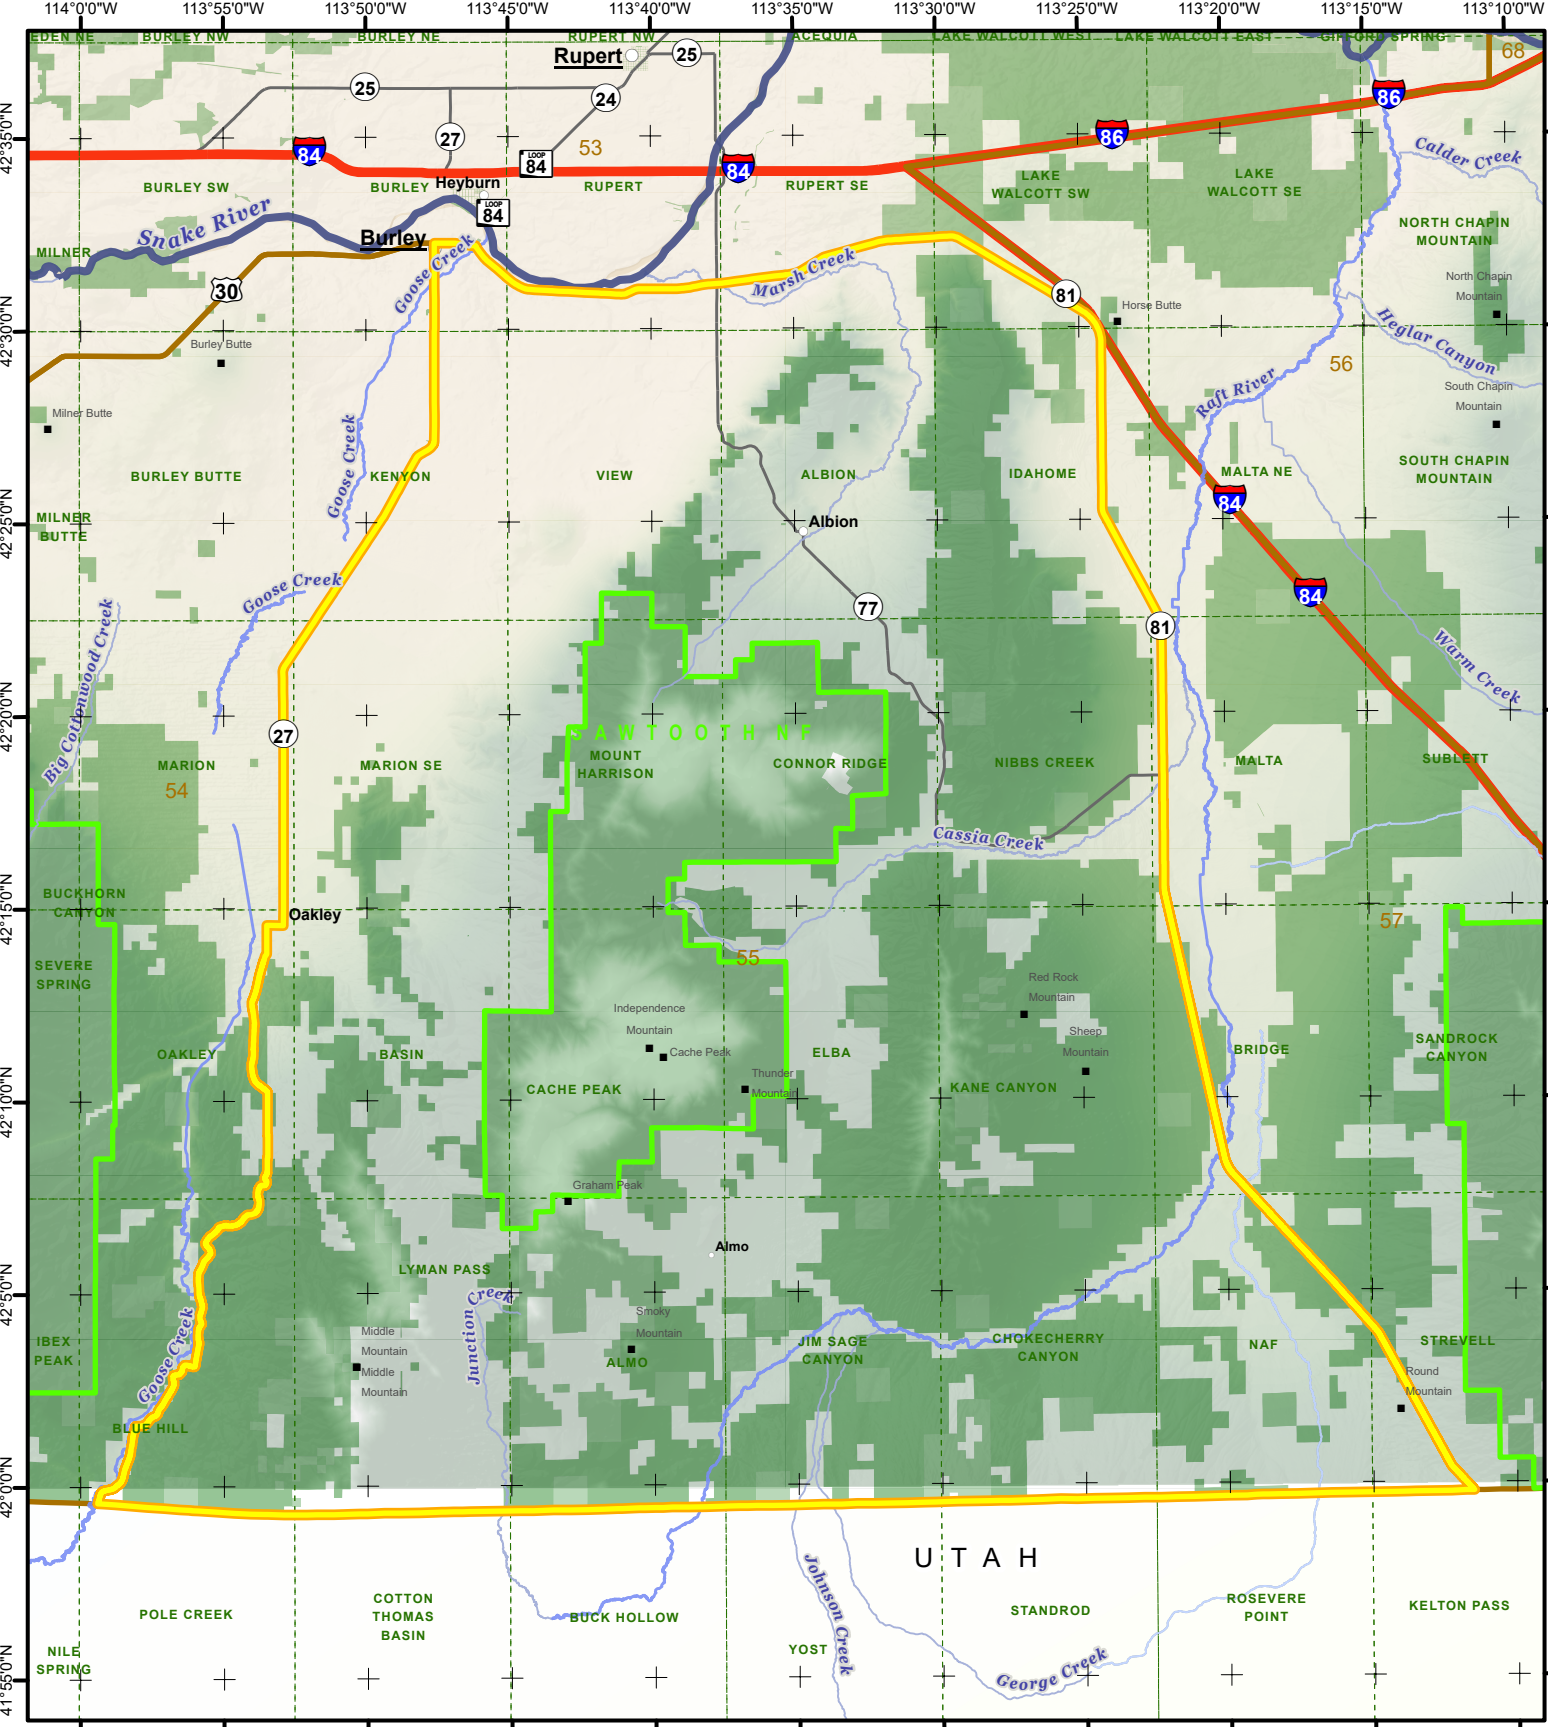 114°0'0"W
113°55'0"W
113°50'0"W
113°45'0"W
113°40'0"W
113°35'0"W
113°30'0"W
113°25'0"W
113°20'0"W
113°15'0"W
113°10'0"W
EDEN NE
BURLEY NW
BURLEY NE
RUPERT NW
ACEQUIA
LAKE WALCOTT WEST
LAKE WALCOTT EAST
GIFFORD SPRING
68
Rupert
25
25
24
86
27
86
42°35'0"N
53
84
LOOP
84
84
Calder Creek
BURLEY SW
BURLEY
Heyburn
RUPERT
RUPERT SE
LAKE
WALCOTT SW
LAKE
WALCOTT SE
LOOP
84
Snake River
NORTH CHAPIN
MOUNTAIN
MILNER
Burley
Goose Creek
Marsh Creek
North Chapin
Mountain
30
81
Horse Butte
42°30'0"N
Burley Butte
Heglar Canyon
56
Raft River
South Chapin
Mountain
Milner Butte
Goose Creek
BURLEY BUTTE
KENYON
VIEW
ALBION
IDAHOME
MALTA NE
SOUTH CHAPIN
MOUNTAIN
84
42°25'0"N
MILNER
BUTTE
Albion
Goose Creek
84
77
81
Big Cottonwood Creek
Warm Creek
42°20'0"N
27
SAWTOOTH NF
MARION
MARION SE
MOUNT
HARRISON
CONNOR RIDGE
NIBBS CREEK
MALTA
SUBLETT
54
Cassia Creek
BUCKHORN
CANYON
42°15'0"N
Oakley
57
55
SEVERE
SPRING
Red Rock
Mountain
Independence
Mountain
Sheep
Mountain
OAKLEY
BASIN
Cache Peak
ELBA
BRIDGE
SANDROCK
CANYON
CACHE PEAK
Thunder
Mountain
KANE CANYON
42°10'0"N
Graham Peak
Almo
LYMAN PASS
42°5'0"N
Junction Creek
Smoky
Mountain
Goose Creek
Middle
Mountain
Middle
Mountain
IBEX
PEAK
ALMO
JIM SAGE
CANYON
CHOKECHERRY
CANYON
NAF
STREVELL
Round
Mountain
BLUE HILL
42°0'0"N
UTAH
Johnson Creek
POLE CREEK
COTTON
THOMAS
BASIN
BUCK HOLLOW
STANDROD
ROSEVERE
POINT
KELTON PASS
YOST
NILE
SPRING
George Creek
41°55'0"N